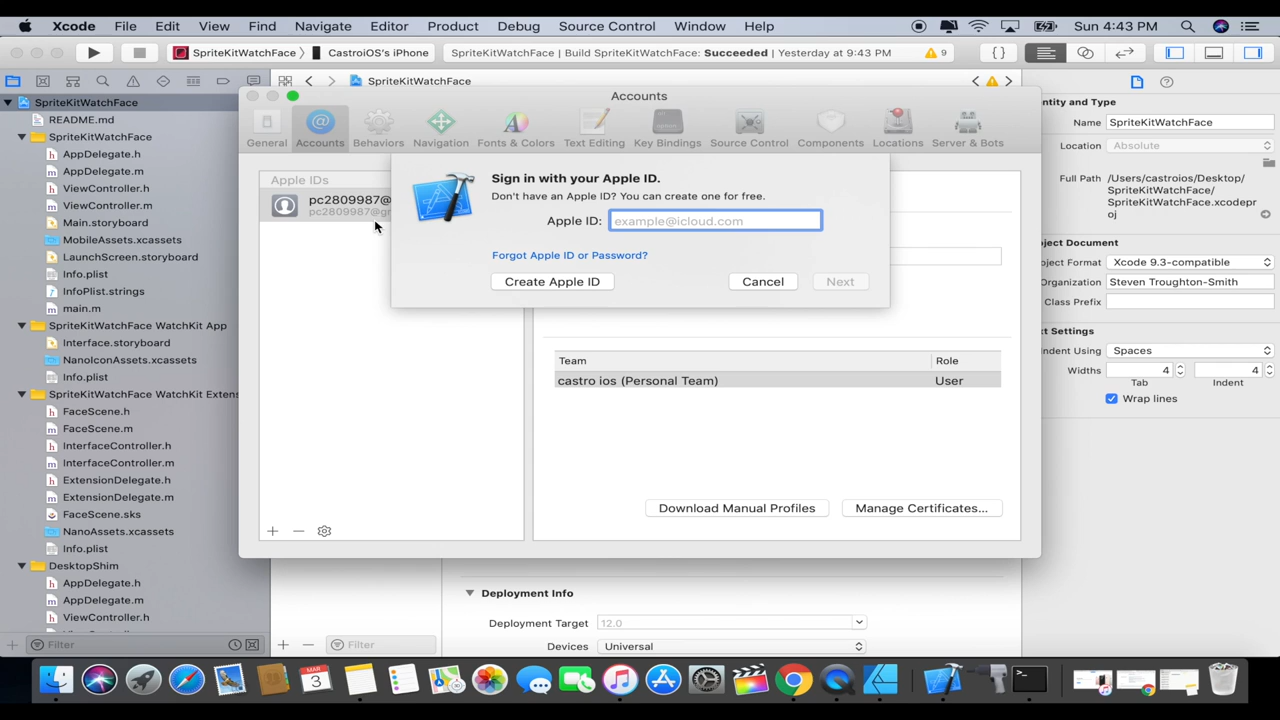 Xcode File Edit View Find Navigate Editor Product Debug Source Control Window Help Sun 4:43 PM
SpriteKitWatchFace CastroiOS's iPhone SpriteKitWatchFace | Build SpriteKitWatchFace: Succeeded | Yesterday at 9:43 PM 9
SpriteKitWatchFace
Accounts
General Accounts Behaviors Navigation Fonts & Colors Text Editing Key Bindings Source Control Components Locations Server & Bots
SpriteKitWatchFace
README.md
SpriteKitWatchFace
AppDelegate.h
AppDelegate.m
ViewController.h
ViewController.m
Main.storyboard
MobileAssets.xcassets
LaunchScreen.storyboard
Info.plist
InfoPlist.strings
main.m
SpriteKitWatchFace WatchKit App
Interface.storyboard
NanoIconAssets.xcassets
Info.plist
SpriteKitWatchFace WatchKit Extens
FaceScene.h
FaceScene.m
InterfaceController.h
InterfaceController.m
ExtensionDelegate.h
ExtensionDelegate.m
FaceScene.sks
NanoAssets.xcassets
Info.plist
DesktopShim
AppDelegate.h
AppDelegate.m
ViewController.h
Filter
Apple IDs
pc2809987@
pc2809987@gr
Sign in with your Apple ID.
Don't have an Apple ID? You can create one for free.
Apple ID: example@icloud.com
Forgot Apple ID or Password?
Create Apple ID Cancel Next
Team Role
castro ios (Personal Team) User
Download Manual Profiles Manage Certificates...
Deployment Info
Deployment Target 12.0
Devices Universal
Filter
entity and Type
Name SpriteKitWatchFace
Location Absolute
Full Path /Users/castroios/Desktop/
SpriteKitWatchFace/
SpriteKitWatchFace.xcodepr
oj
oject Document
oject Format Xcode 9.3-compatible
Organization Steven Troughton-Smith
Class Prefix
xt Settings
ndent Using Spaces
Widths 4 4
Tab Indent
Wrap lines
MAR
3